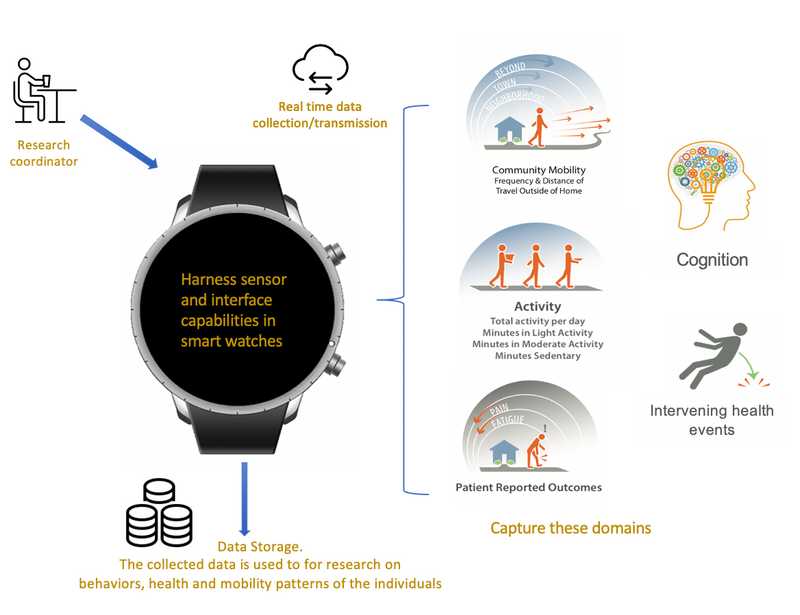 Research
coordinator
Real time data
collection/transmission
Harness sensor
and interface
capabilities in
smart watches
BEYOND
TOWN
NEIGHBORHOOD
Community Mobility
Frequency & Distance of
Travel Outside of Home
Activity
Total activity per day
Minutes in Light Activity
Minutes in Moderate Activity
Minutes Sedentary
PAIN
FATIGUE
Patient Reported Outcomes
Cognition
Intervening health
events
Capture these domains
Data Storage.
The collected data is used to for research on
behaviors, health and mobility patterns of the individuals